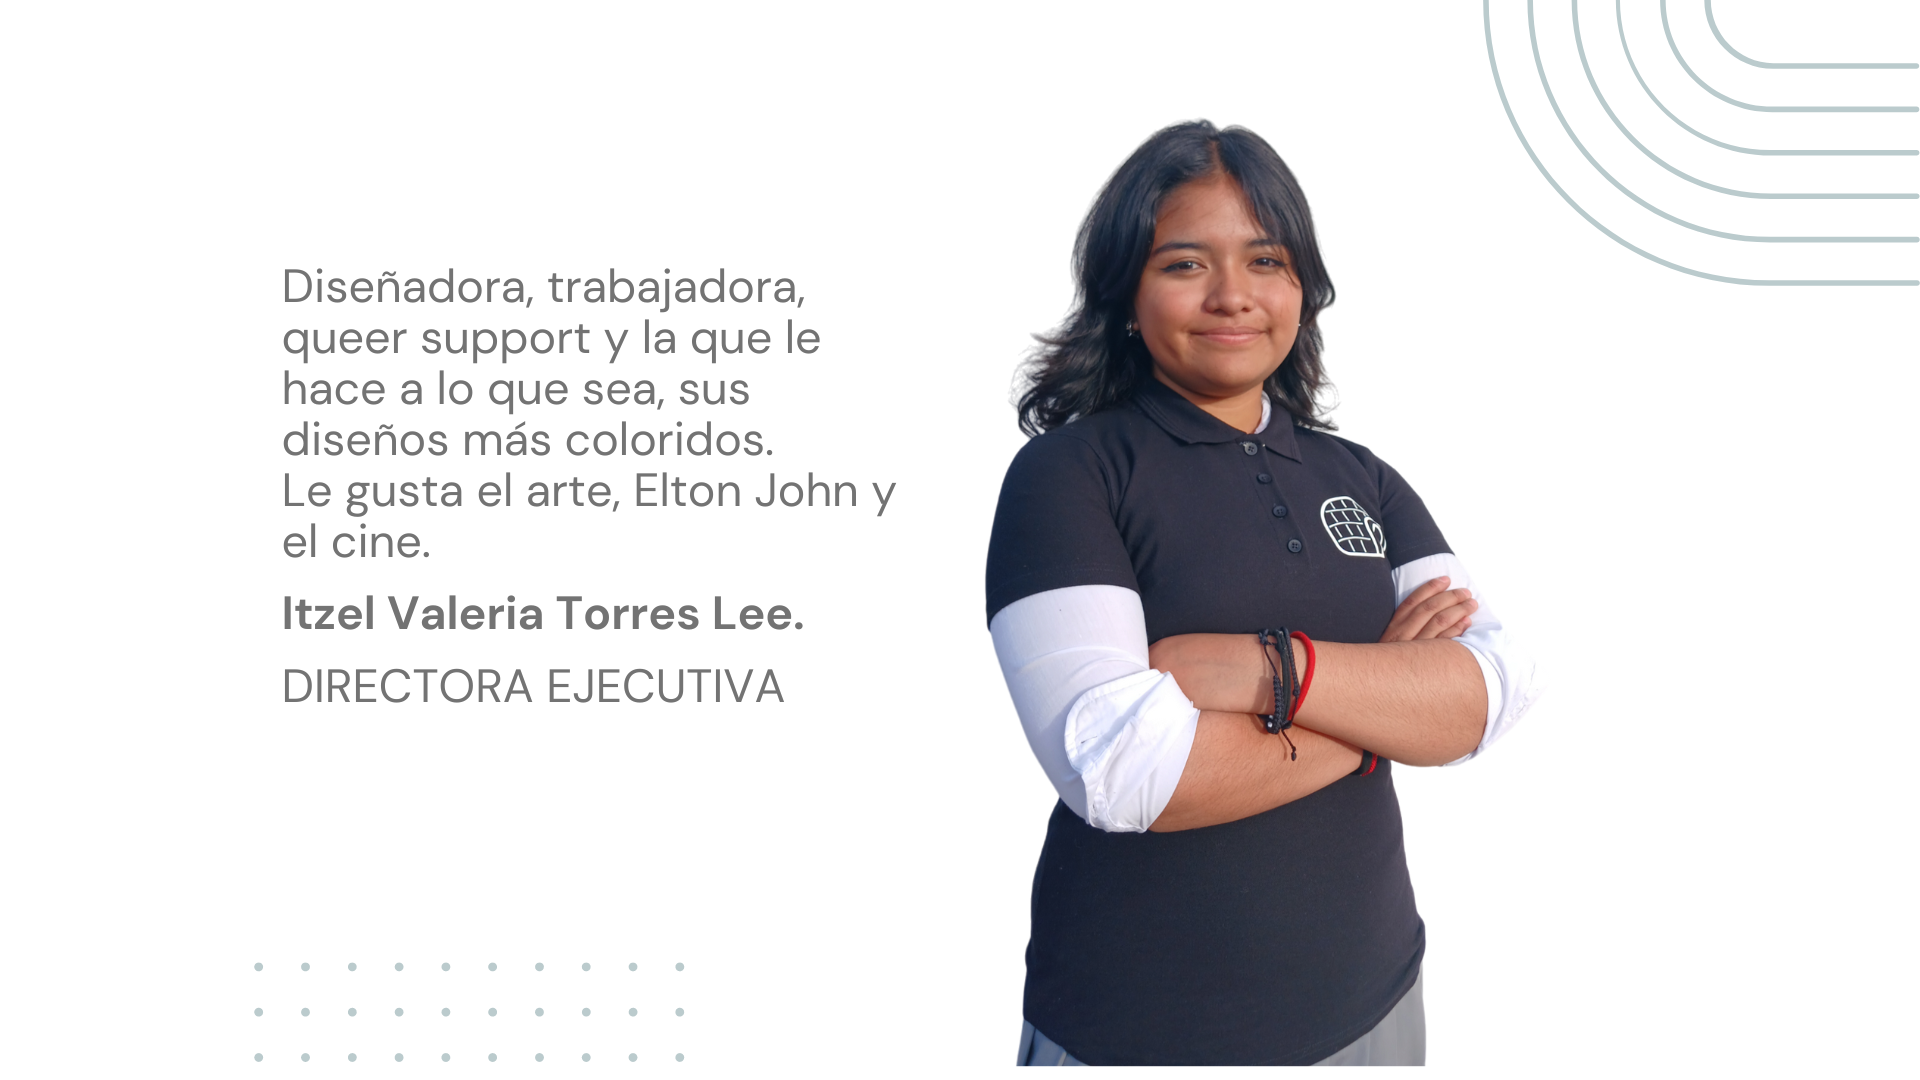 Diseñadora, trabajadora,
queer support y la que le
hace a lo que sea, sus
diseños más coloridos.
Le gusta el arte, Elton John y
el cine.
Itzel Valeria Torres Lee.
DIRECTORA EJECUTIVA